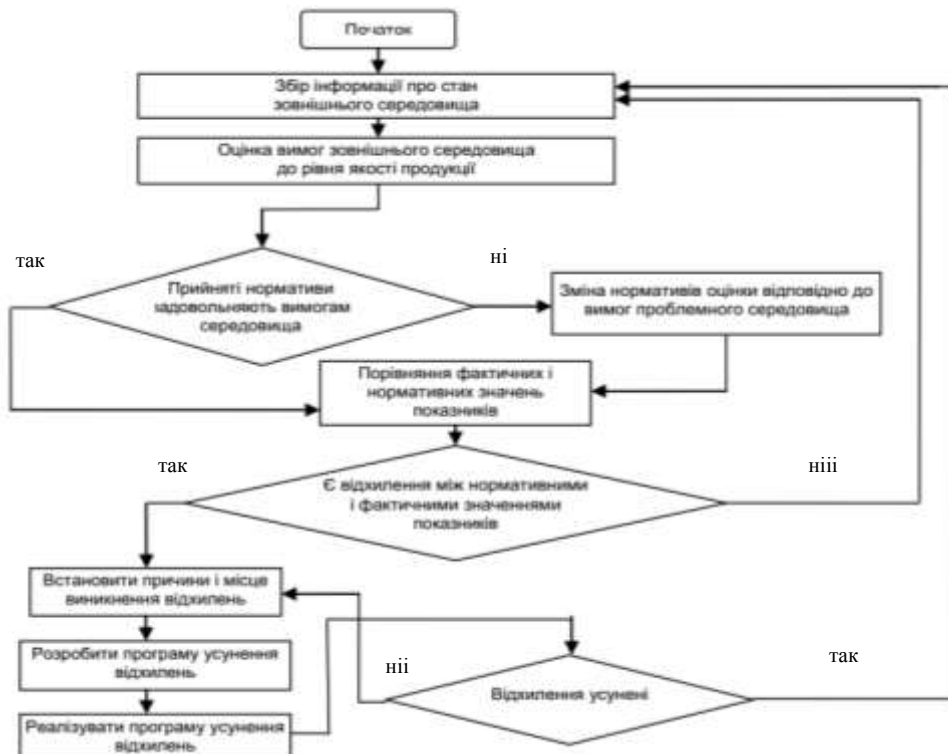 Початок
Збір інформації про стан
зовнішнього середовища
Оцінка вимог зовнішнього середовища
до рівня якості продукції
так
ні
Прийняті нормативи
задовольняють вимогам
середовища
Зміна нормативів оцінки відповідно до
вимог проблемного середовища
Порівняння фактичних і
нормативних значень
показників
так
нііі
Є відхилення між нормативними
і фактичними значеннями
показників
Встановити причини і місце
виникнення відхилень
Розробити програму усунення
відхилень
Реалізувати програму усунення
відхилень
ніі
так
Відхилення усунені